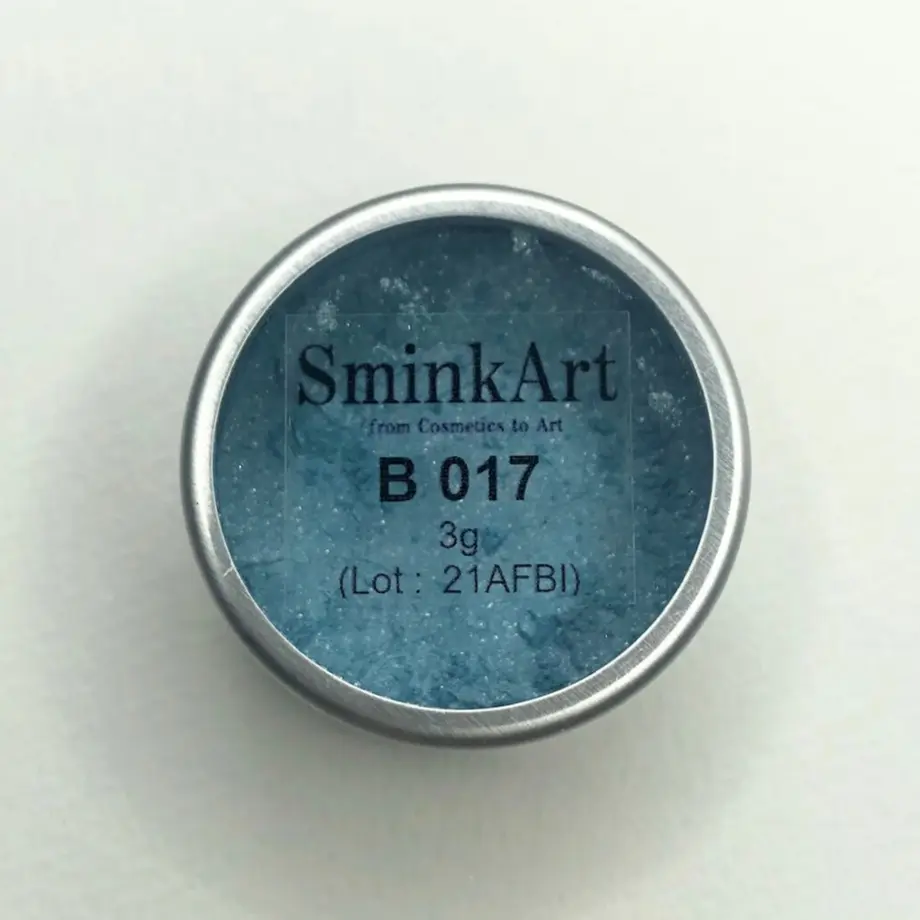 SminkArt
from Cosmetics to Art
B 017
3g
(Lot : 21AFBI)